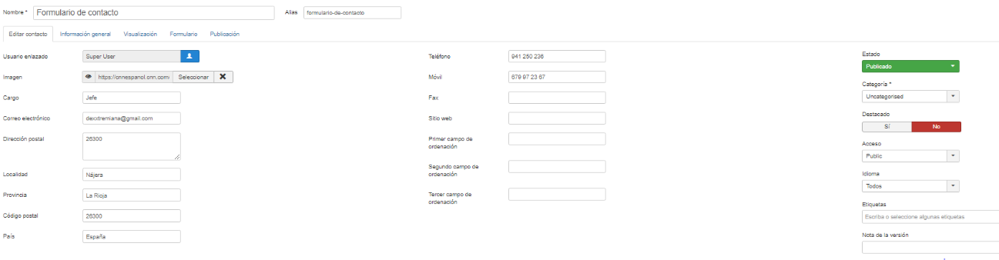 Nombre * Formulario de contacto Alias formulario-de-contacto
Editar contacto Información general Visualización Formulario Publicación
Usuario enlazado Super User
Imagen https://cnnespanol.cnn.com/ Seleccionar
Cargo Jefe
Correo electrónico dexxtremiana@gmail.com
Dirección postal 26300
Localidad Nájera
Provincia La Rioja
Código postal 26300
País España
Teléfono 941 250 236
Móvil 679 97 23 67
Fax
Sitio web
Primer campo de
ordenación
Segundo campo de
ordenación
Tercer campo de
ordenación
Estado
Publicado
Categoría *
Uncategorised
Destacado
Sí No
Acceso
Public
Idioma
Todos
Etiquetas
Escriba o seleccione algunas etiquetas
Nota de la versión